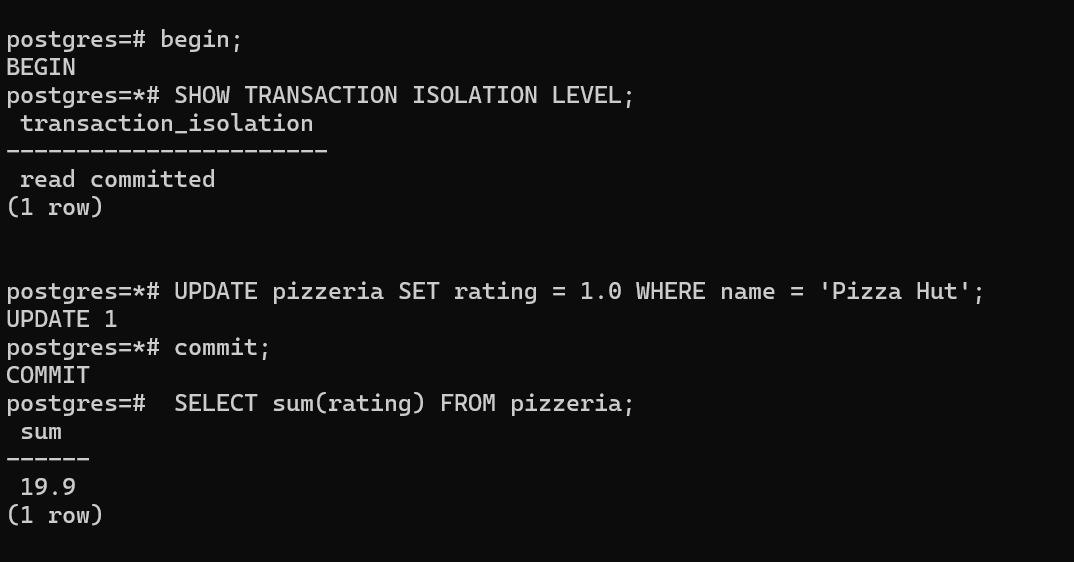 postgres=# begin;
BEGIN
postgres=*# SHOW TRANSACTION ISOLATION LEVEL;
 transaction_isolation
-----------------------
 read committed
(1 row)
postgres=*# UPDATE pizzeria SET rating = 1.0 WHERE name = 'Pizza Hut';
UPDATE 1
postgres=*# commit;
COMMIT
postgres=#  SELECT sum(rating) FROM pizzeria;
 sum
------
 19.9
(1 row)